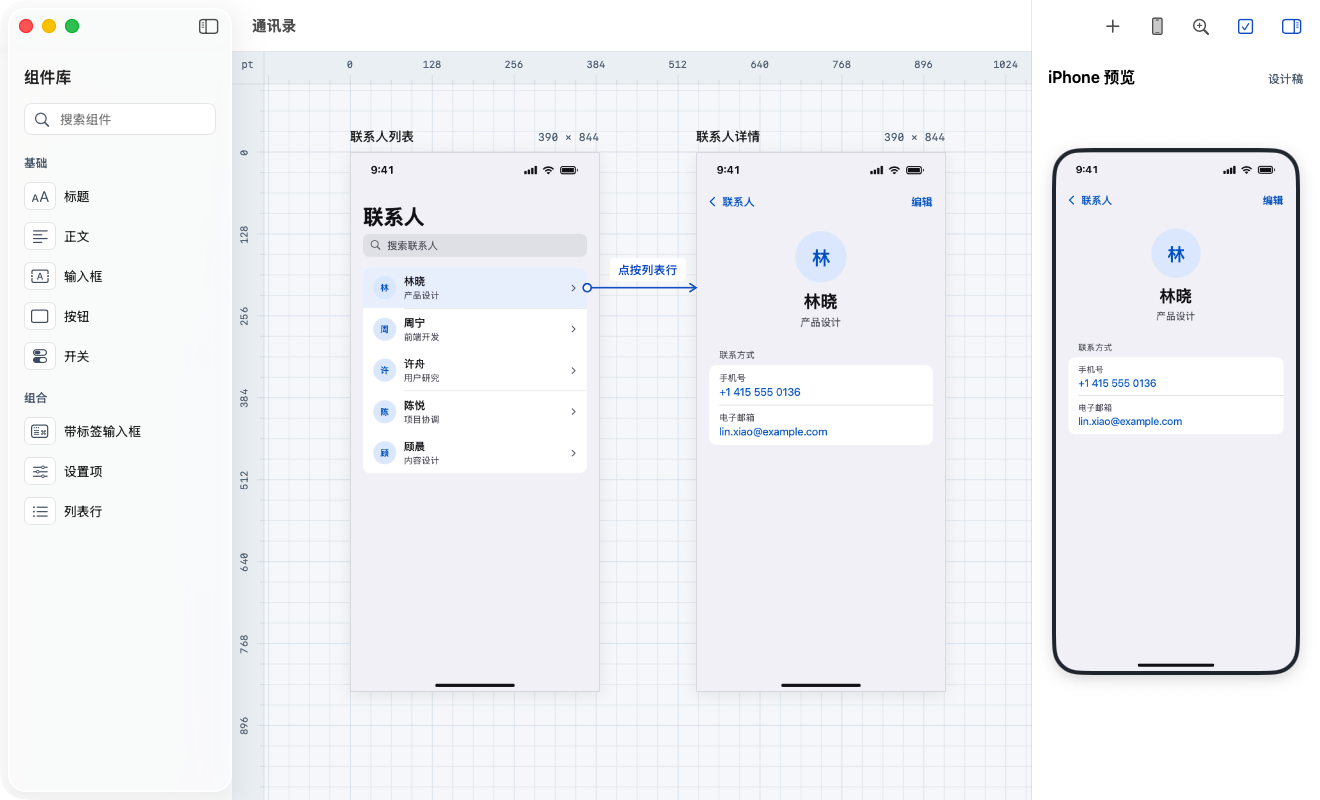 组件库
搜索组件
基础
AA 标题
正文
A 输入框
按钮
开关
组合
带标签输入框
设置项
列表行
通讯录
pt 0 128 256 384 512 640 768 896 1024
0
128
256
384
512
640
768
896
联系人列表 390 × 844
9:41
联系人
搜索联系人
林 林晓
产品设计
周 周宁
前端开发
许 许舟
用户研究
陈 陈悦
项目协调
顾 顾晨
内容设计
点按列表行
联系人详情 390 × 844
9:41
联系人 编辑
林
林晓
产品设计
联系方式
手机号
+1 415 555 0136
电子邮箱
lin.xiao@example.com
iPhone 预览 设计稿
9:41
联系人 编辑
林
林晓
产品设计
联系方式
手机号
+1 415 555 0136
电子邮箱
lin.xiao@example.com